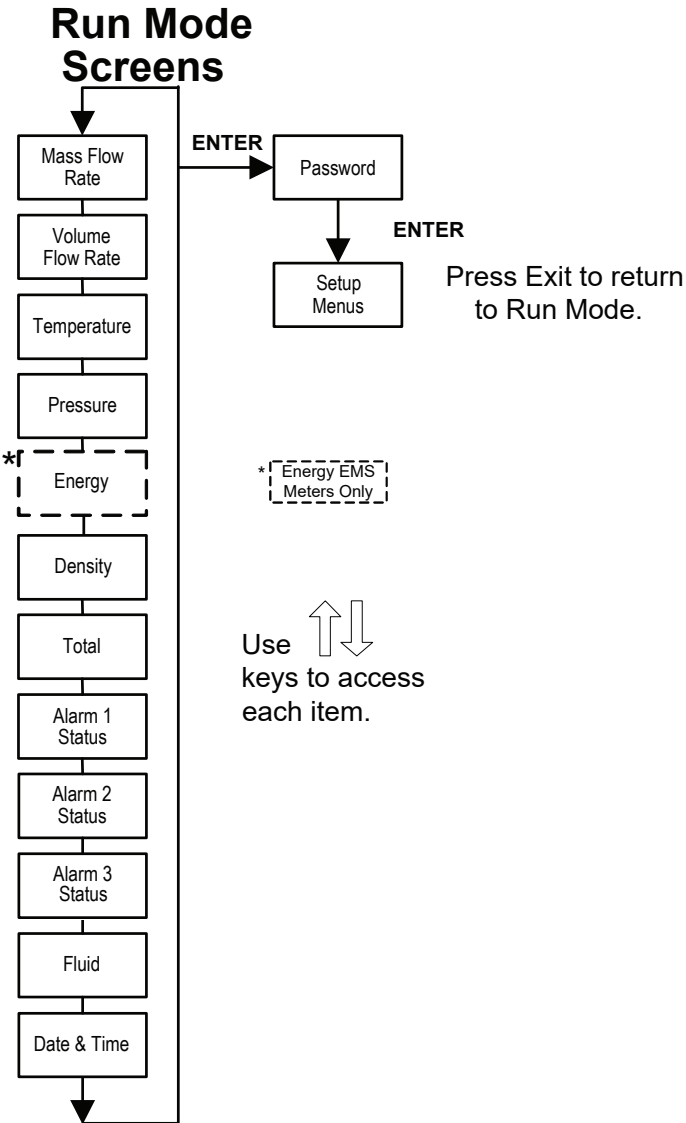 Run Mode
Screens
ENTER
Mass Flow
Rate
Password
Volume
Flow Rate
ENTER
Setup
Menus
Press Exit to return
to Run Mode.
Temperature
Pressure
*
Energy
* Energy EMS
Meters Only
Density
Total
Use
keys to access
each item.
Alarm 1
Status
Alarm 2
Status
Alarm 3
Status
Fluid
Date & Time